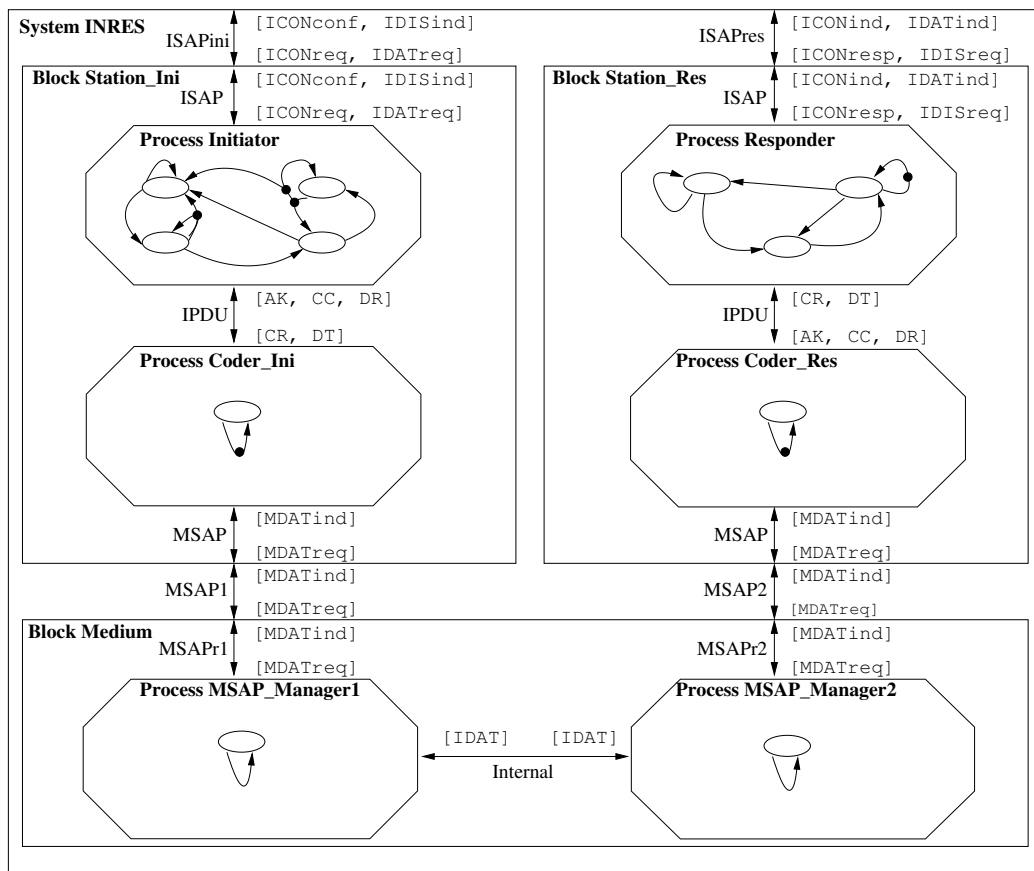 System INRES
ISAPini
[ICONconf, IDISind]
[ICONreq, IDATreq]
ISAPres
[ICONind, IDATind]
[ICONresp, IDISreq]
Block Station_Ini
ISAP
[ICONconf, IDISind]
[ICONreq, IDATreq]
Process Initiator
IPDU
[AK, CC, DR]
[CR, DT]
Process Coder_Ini
MSAP
[MDATind]
[MDATreq]
Block Station_Res
ISAP
[ICONind, IDATind]
[ICONresp, IDISreq]
Process Responder
IPDU
[CR, DT]
[AK, CC, DR]
Process Coder_Res
MSAP
[MDATind]
[MDATreq]
MSAP1
[MDATind]
[MDATreq]
MSAP2
[MDATind]
[MDATreq]
Block Medium
MSAPr1
[MDATind]
[MDATreq]
Process MSAP_Manager1
MSAPr2
[MDATind]
[MDATreq]
Process MSAP_Manager2
[IDAT] [IDAT]
Internal